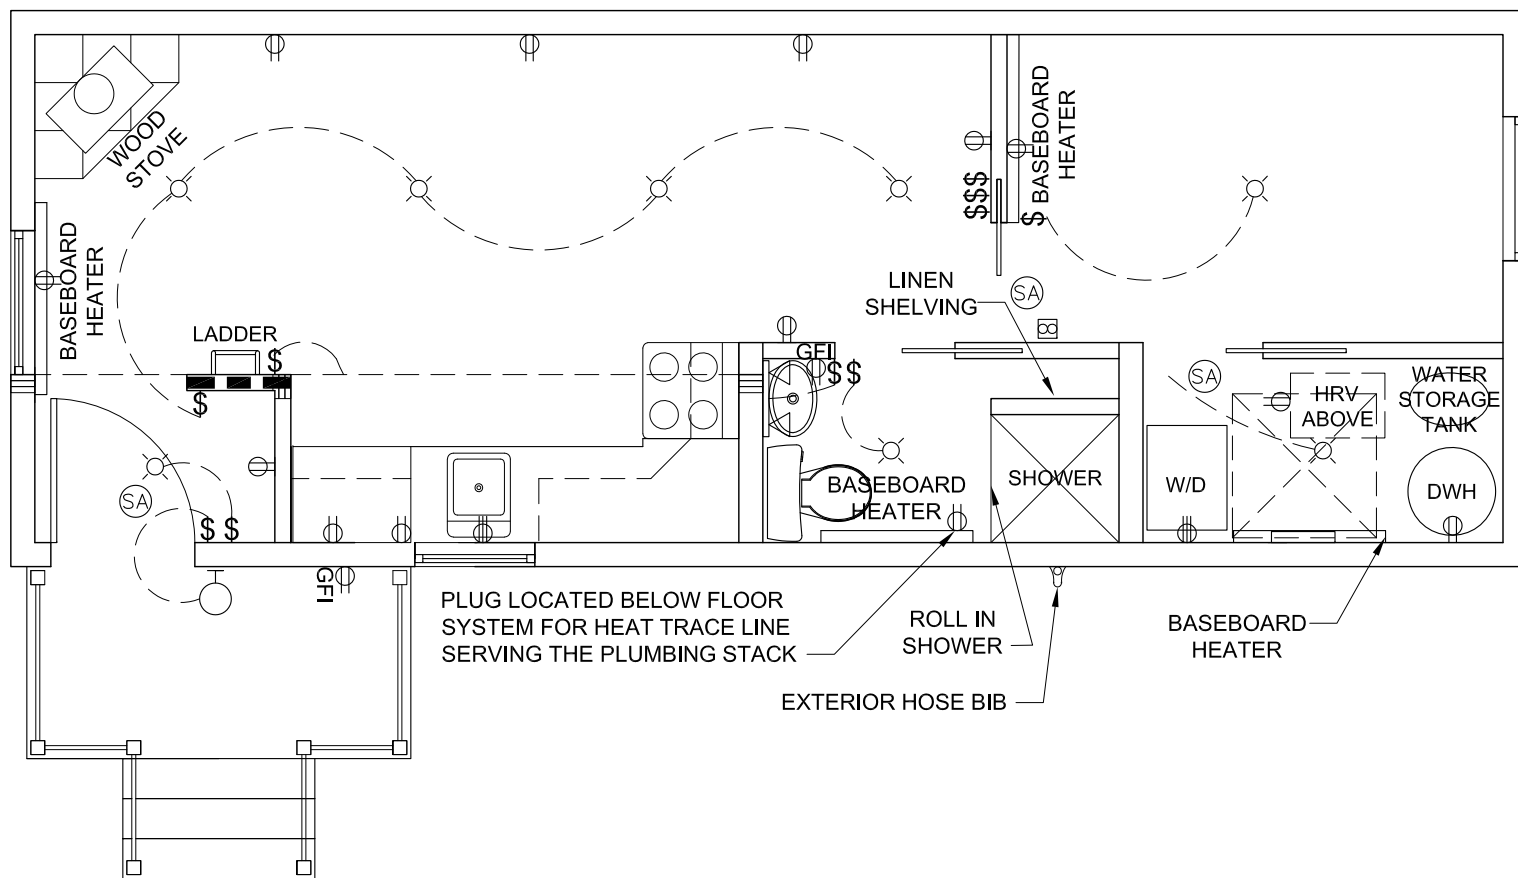 WOOD
STOVE
BASEBOARD
HEATER
BASEBOARD
HEATER
$$$
$
LADDER
$
$
LINEN
SHELVING
SA
GFI
$ $
SA
HRV
ABOVE
WATER
STORAGE
TANK
SA
$ $
BASEBOARD
HEATER
SHOWER
W/D
DWH
GFI
PLUG LOCATED BELOW FLOOR
SYSTEM FOR HEAT TRACE LINE
SERVING THE PLUMBING STACK
ROLL IN
SHOWER
BASEBOARD
HEATER
EXTERIOR HOSE BIB